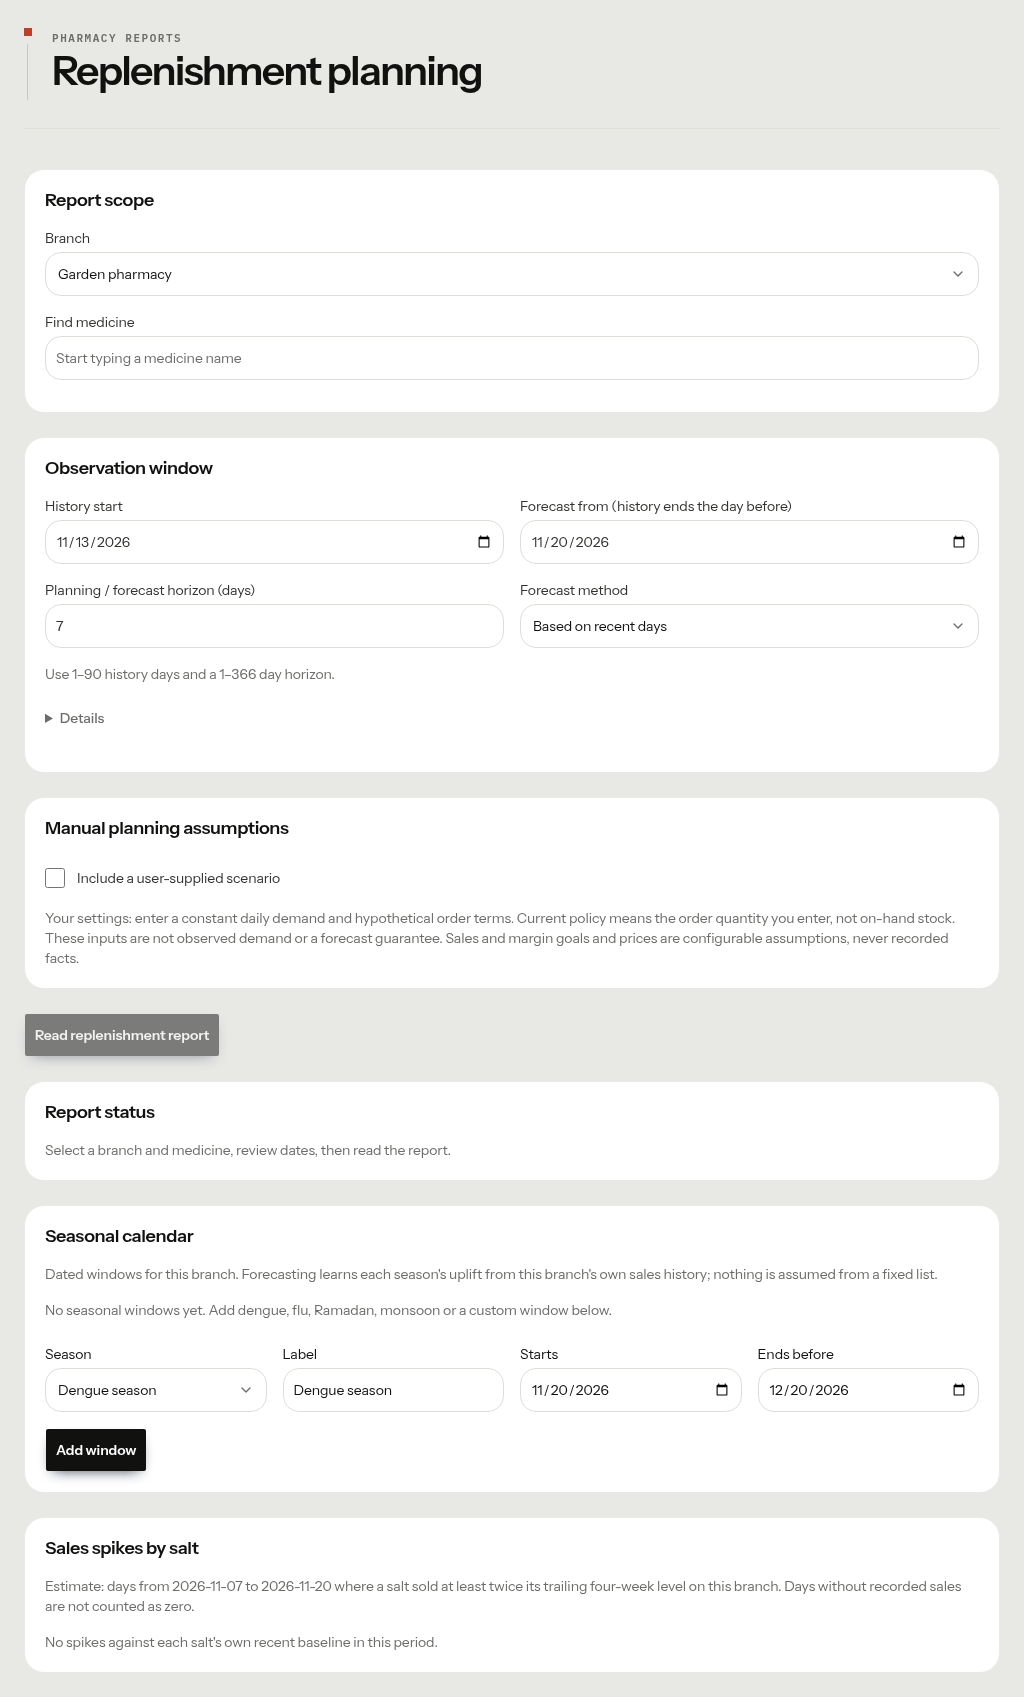 PHARMACY REPORTS
Replenishment planning
Report scope
Branch
Garden pharmacy
Find medicine
Start typing a medicine name
Observation window
History start
Forecast from (history ends the day before)
11/13/2026
11/20/2026
Planning / forecast horizon (days)
Forecast method
7
Based on recent days
Use 1–90 history days and a 1–366 day horizon.
Details
Manual planning assumptions
Include a user-supplied scenario
Your settings: enter a constant daily demand and hypothetical order terms. Current policy means the order quantity you enter, not on-hand stock.
These inputs are not observed demand or a forecast guarantee. Sales and margin goals and prices are configurable assumptions, never recorded
facts.
Read replenishment report
Report status
Select a branch and medicine, review dates, then read the report.
Seasonal calendar
Dated windows for this branch. Forecasting learns each season's uplift from this branch's own sales history; nothing is assumed from a fixed list.
No seasonal windows yet. Add dengue, flu, Ramadan, monsoon or a custom window below.
Season
Label
Starts
Ends before
Dengue season
Dengue season
11/20/2026
12/20/2026
Add window
Sales spikes by salt
Estimate: days from 2026-11-07 to 2026-11-20 where a salt sold at least twice its trailing four-week level on this branch. Days without recorded sales
are not counted as zero.
No spikes against each salt's own recent baseline in this period.